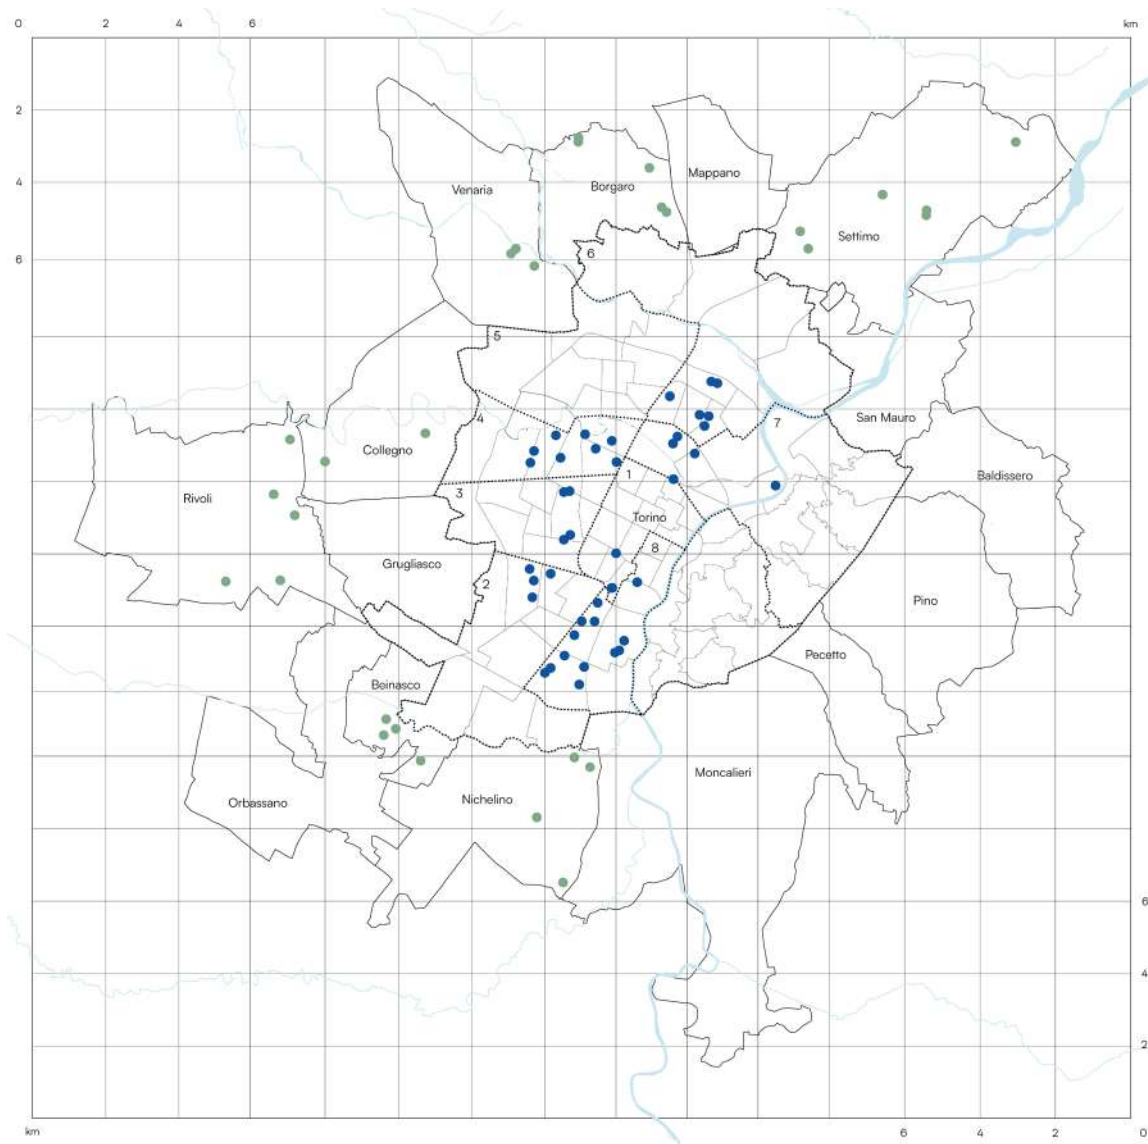 0 2 4 6 km
2
4
Mappano
Venaria
Borgaro
Settimo
6
6
5
4
7
San Mauro
Collegno
1
Baldissero
3
Rivoli
Torino
8
Grugliasco
2
Pino
Pecetto
Beinasco
Moncalieri
Nichelino
Orbassano
6
4
2
km 6 4 2 0